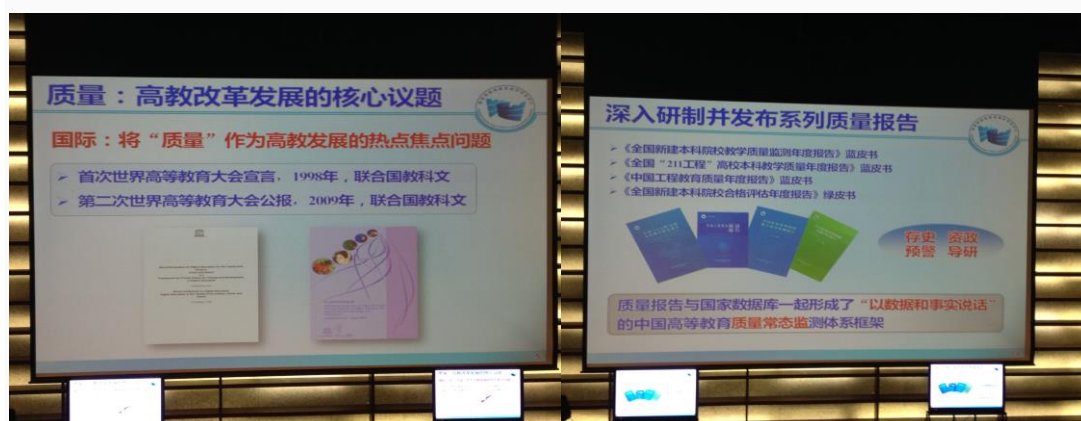 质量：高教改革发展的核心议题
国际：将“质量”作为高教发展的热点焦点问题
首次世界高等教育大会宣言，1998年，联合国教科文
第二次世界高等教育大会公报，2009年，联合国教科文
深入研制并发布系列质量报告
《全国新建本科院校教学质量监测年度报告》蓝皮书
《全国“211工程”高校本科教学质量年度报告》蓝皮书
《中国工程教育质量年度报告》蓝皮书
《全国新建本科院校合格评估年度报告》绿皮书
存史 资政
预警 导研
质量报告与国家数据库一起形成了“以数据和事实说话”
的中国高等教育质量常态监测体系框架